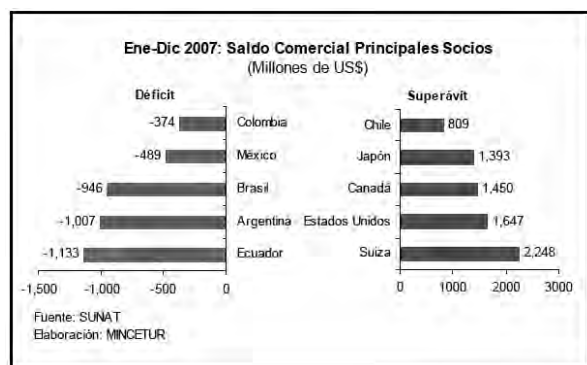 Ene-Dic 2007: Saldo Comercial Principales Socios
(Millones de US$)
Déficit
-374 Colombia
-489 México
-946 Brasil
-1,007 Argentina
-1,133 Ecuador
-1,500 -1,000 -500 0
Superávit
Chile 809
Japón 1,393
Canadá 1,450
Estados Unidos 1,647
Suiza 2,248
0 1000 2000 3000
Fuente: SUNAT
Elaboración: MINCETUR